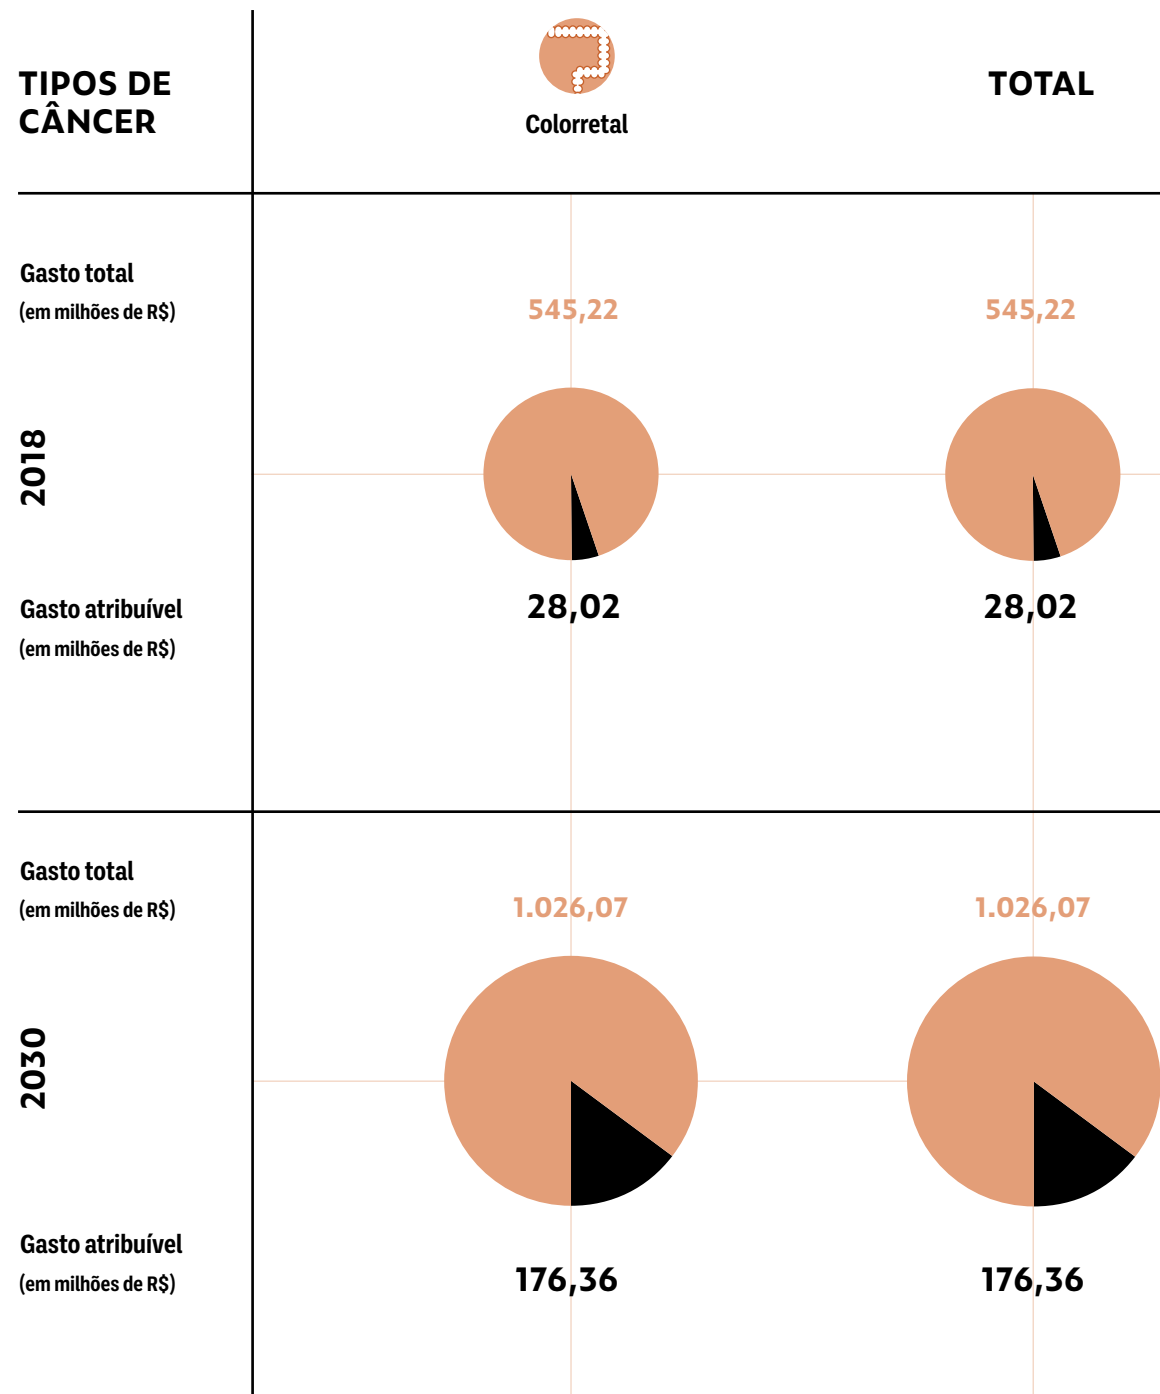 TIPOS DE
CÂNCER
Colorretal
TOTAL
Gasto total
(em milhões de R$)
545,22
545,22
2018
Gasto atribuível
(em milhões de R$)
28,02
28,02
Gasto total
(em milhões de R$)
1.026,07
1.026,07
2030
Gasto atribuível
(em milhões de R$)
176,36
176,36